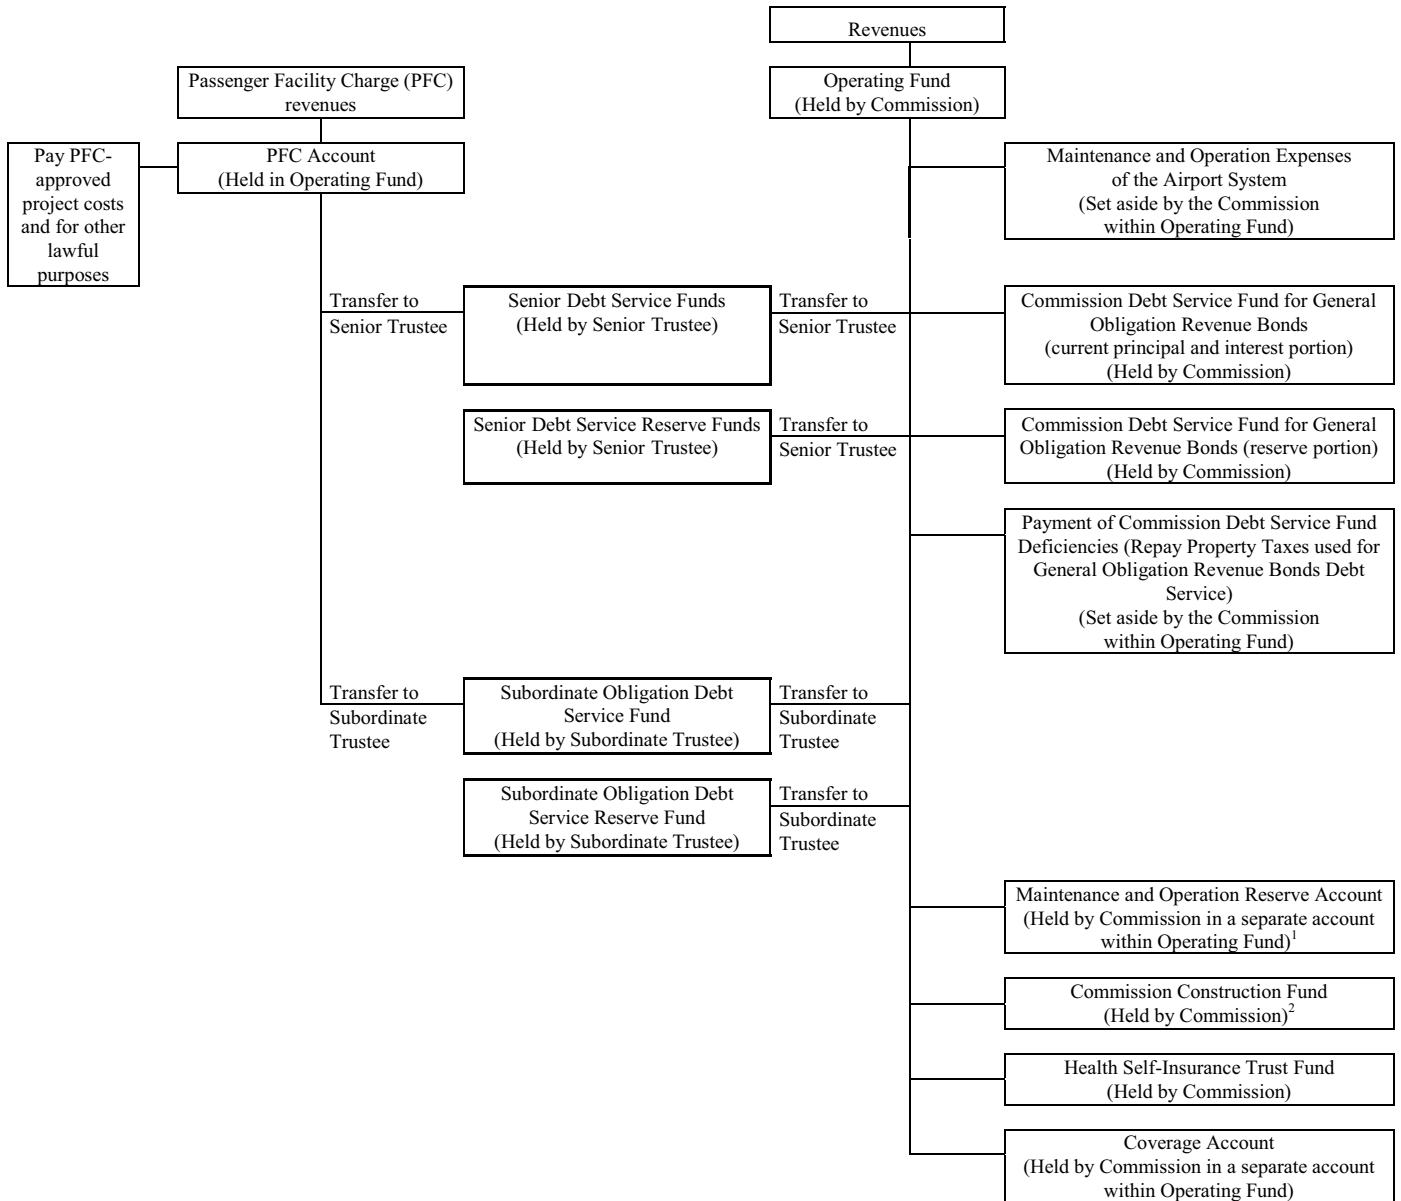 Revenues
Passenger Facility Charge (PFC)
revenues
Operating Fund
(Held by Commission)
Pay PFC-
approved
project costs
and for other
lawful
purposes
PFC Account
(Held in Operating Fund)
Maintenance and Operation Expenses
of the Airport System
(Set aside by the Commission
within Operating Fund)
Transfer to
Senior Trustee
Senior Debt Service Funds
(Held by Senior Trustee)
Transfer to
Senior Trustee
Commission Debt Service Fund for General
Obligation Revenue Bonds
(current principal and interest portion)
(Held by Commission)
Senior Debt Service Reserve Funds
(Held by Senior Trustee)
Transfer to
Senior Trustee
Commission Debt Service Fund for General
Obligation Revenue Bonds (reserve portion)
(Held by Commission)
Payment of Commission Debt Service Fund
Deficiencies (Repay Property Taxes used for
General Obligation Revenue Bonds Debt
Service)
(Set aside by the Commission
within Operating Fund)
Transfer to
Subordinate
Trustee
Subordinate Obligation Debt
Service Fund
(Held by Subordinate Trustee)
Transfer to
Subordinate
Trustee
Subordinate Obligation Debt
Service Reserve Fund
(Held by Subordinate Trustee)
Transfer to
Subordinate
Trustee
Maintenance and Operation Reserve Account
(Held by Commission in a separate account
within Operating Fund)1
Commission Construction Fund
(Held by Commission)2
Health Self-Insurance Trust Fund
(Held by Commission)
Coverage Account
(Held by Commission in a separate account
within Operating Fund)